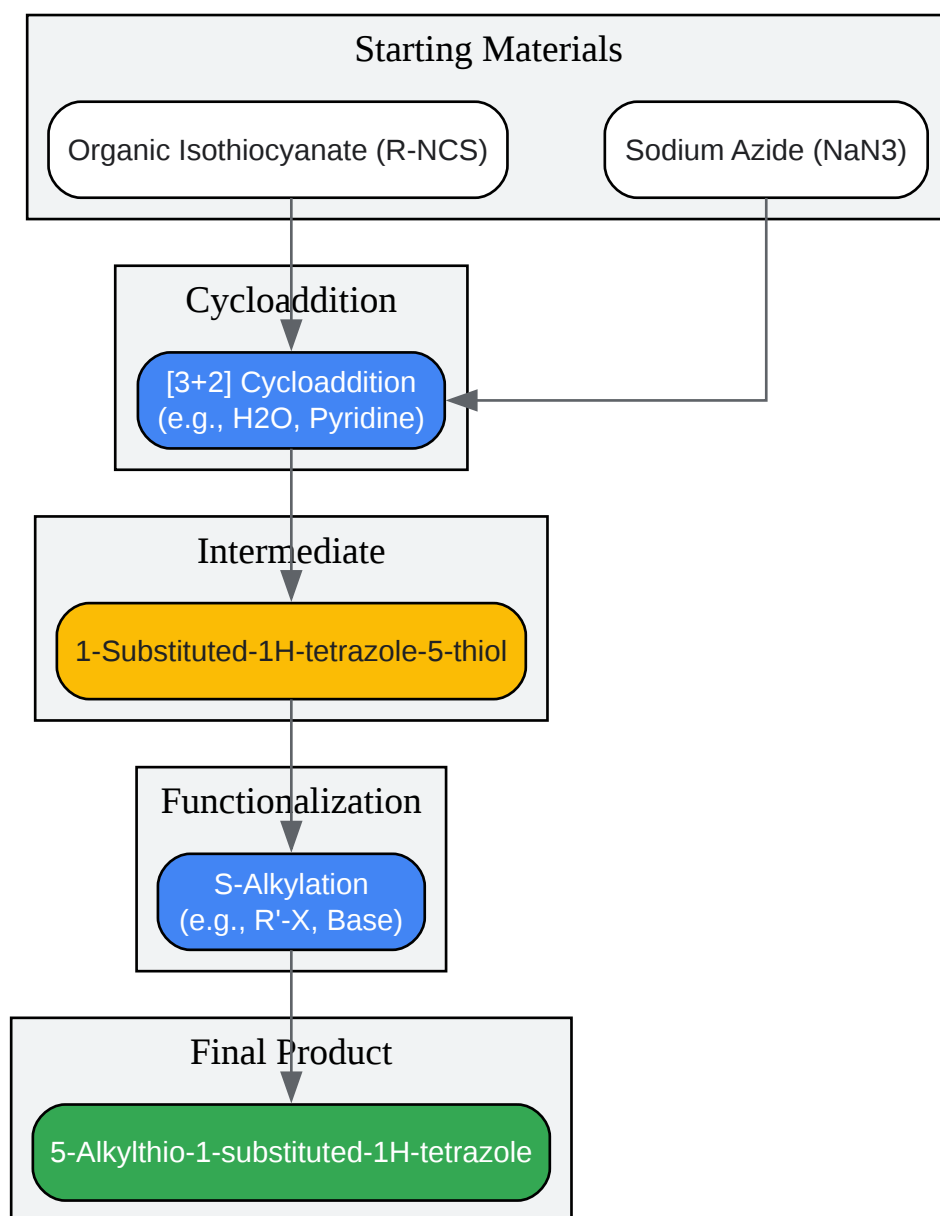 Starting Materials
Organic Isothiocyanate (R-NCS)
Sodium Azide (NaN3)
Cycloaddition
[3+2] Cycloaddition
(e.g., H2O, Pyridine)
Intermediate
1-Substituted-1H-tetrazole-5-thiol
Functionalization
S-Alkylation
(e.g., R'-X, Base)
Final Product
5-Alkylthio-1-substituted-1H-tetrazole